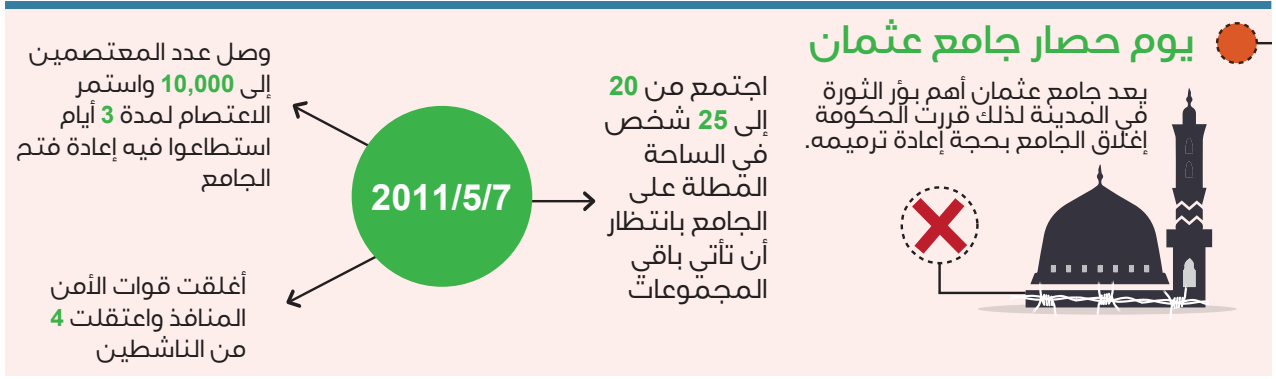 يوم حصار جامع عثمان
يعد جامع عثمان أهم بؤر الثورة
في المدينة لذلك قررت الحكومة
إغلاق الجامع بحجة إعادة ترميمه.
اجتمع من 20
إلى 25 شخص
في الساحة
المطلة على
الجامع بانتظار
أن تأتي باقي
المجموعات
2011/5/7
وصل عدد المعتصمين
إلى 10,000 واستمر
الاعتصام لمدة 3 أيام
استطاعوا فيه إعادة فتح
الجامع
أغلقت قوات الأمن
المنافذ واعتقلت 4
من الناشطين